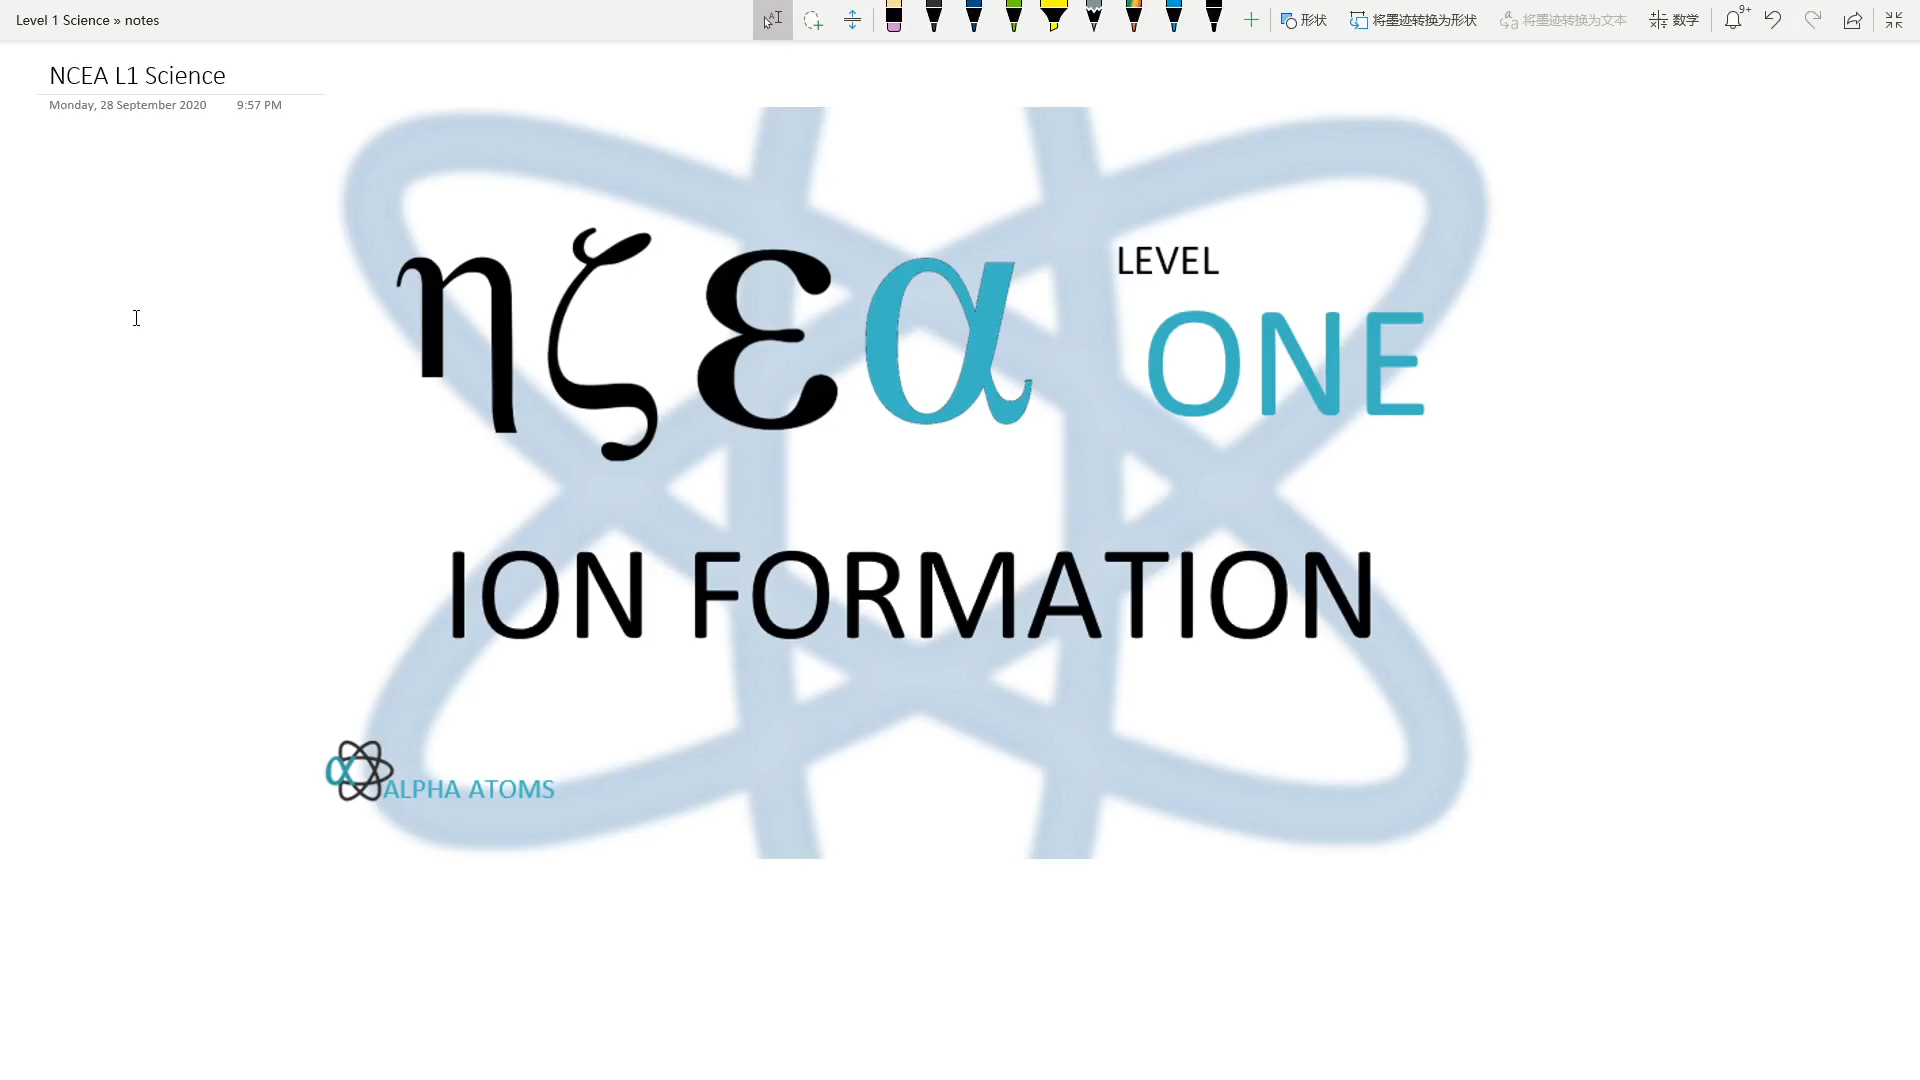 Level 1 Science » notes
9+
形状
将墨迹转换为形状
将墨迹转换为文本
数学
NCEA L1 Science
Monday, 28 September 2020 9:57 PM
ηζεα
LEVEL
ONE
ION FORMATION
α ALPHA ATOMS